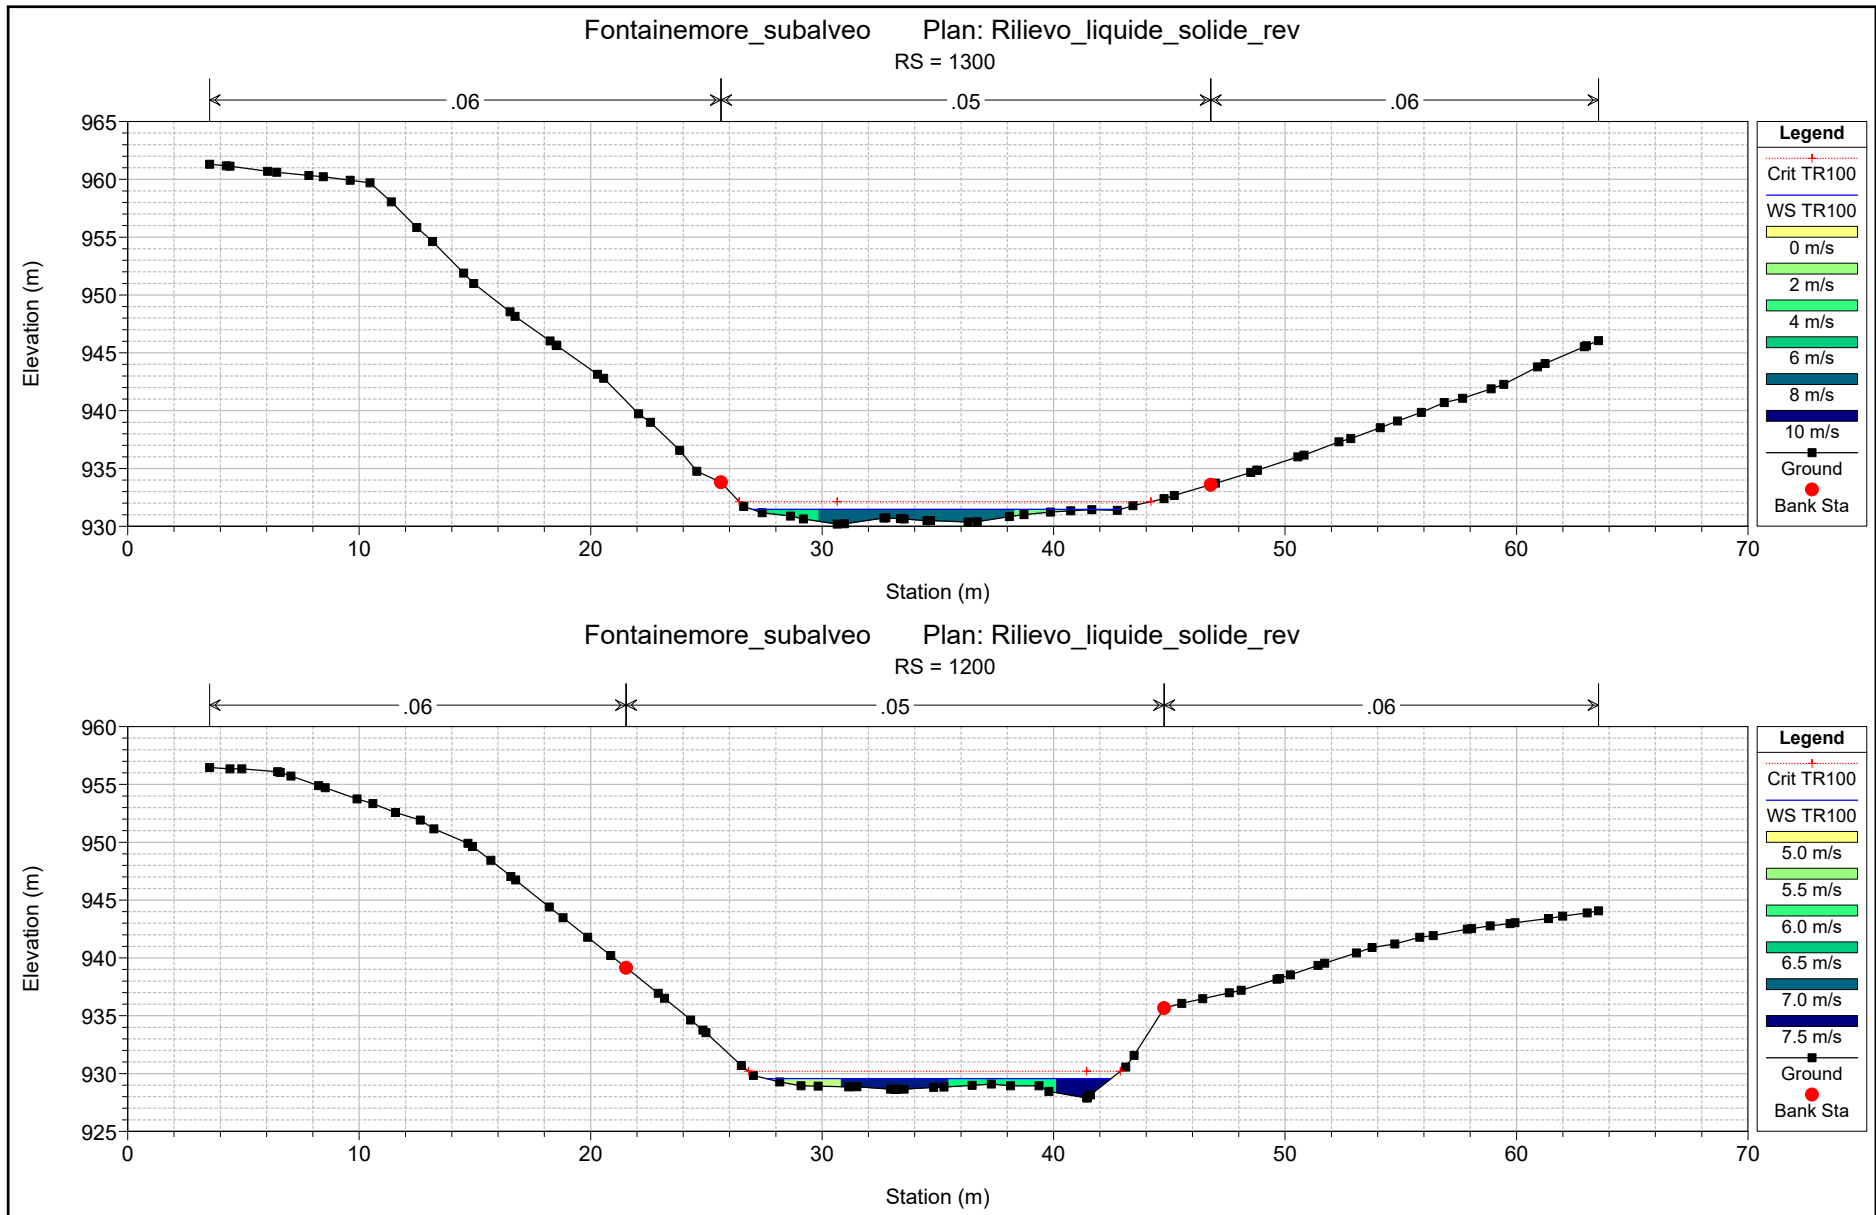 Fontainemore_subalveo Plan: Rilievo_liquide_solide_rev
RS = 1300
.06 .05 .06
965
960
955
950
945
940
935
930
Elevation (m)
0 10 20 30 40 50 60 70
Station (m)
Legend
Crit TR100
WS TR100
0 m/s
2 m/s
4 m/s
6 m/s
8 m/s
10 m/s
Ground
Bank Sta
Fontainemore_subalveo Plan: Rilievo_liquide_solide_rev
RS = 1200
.06 .05 .06
960
955
950
945
940
935
930
925
Elevation (m)
0 10 20 30 40 50 60 70
Station (m)
Legend
Crit TR100
WS TR100
5.0 m/s
5.5 m/s
6.0 m/s
6.5 m/s
7.0 m/s
7.5 m/s
Ground
Bank Sta